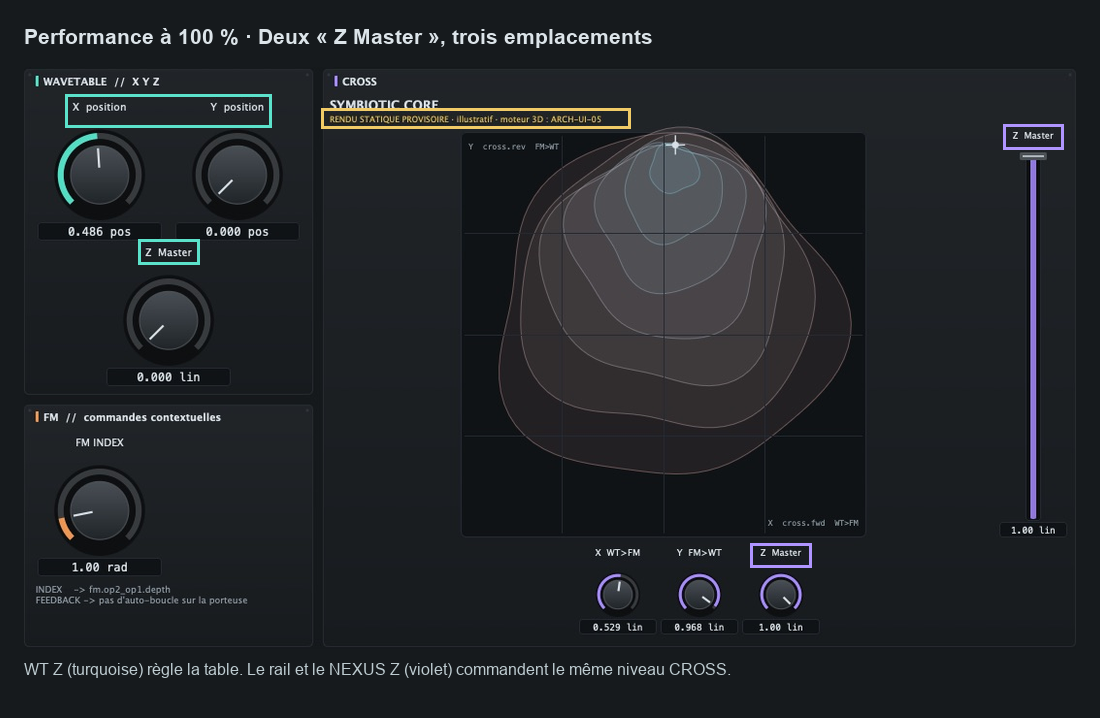 Performance à 100 % · Deux « Z Master », trois emplacements
WAVETABLE // X Y Z
X position
Y position
0.486 pos
0.000 pos
Z Master
0.000 lin
FM // commandes contextuelles
FM INDEX
1.00 rad
INDEX -> fm.op2_op1.depth
FEEDBACK -> pas d'auto-boucle sur la porteuse
CROSS
SYMBIOTIC CORE
RENDU STATIQUE PROVISOIRE · illustratif · moteur 3D : ARCH-UI-05
Y cross.rev FM>WT
X cross.fwd WT>FM
Z Master
1.00 lin
X WT>FM
Y FM>WT
Z Master
0.529 lin
0.968 lin
1.00 lin
WT Z (turquoise) règle la table. Le rail et le NEXUS Z (violet) commandent le même niveau CROSS.